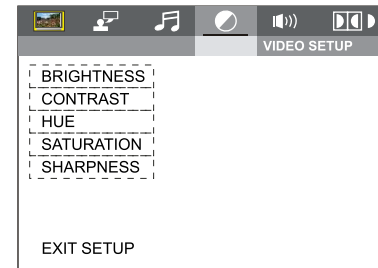 VIDEO SETUP
BRIGHTNESS
CONTRAST
HUE
SATURATION
SHARPNESS
EXIT SETUP